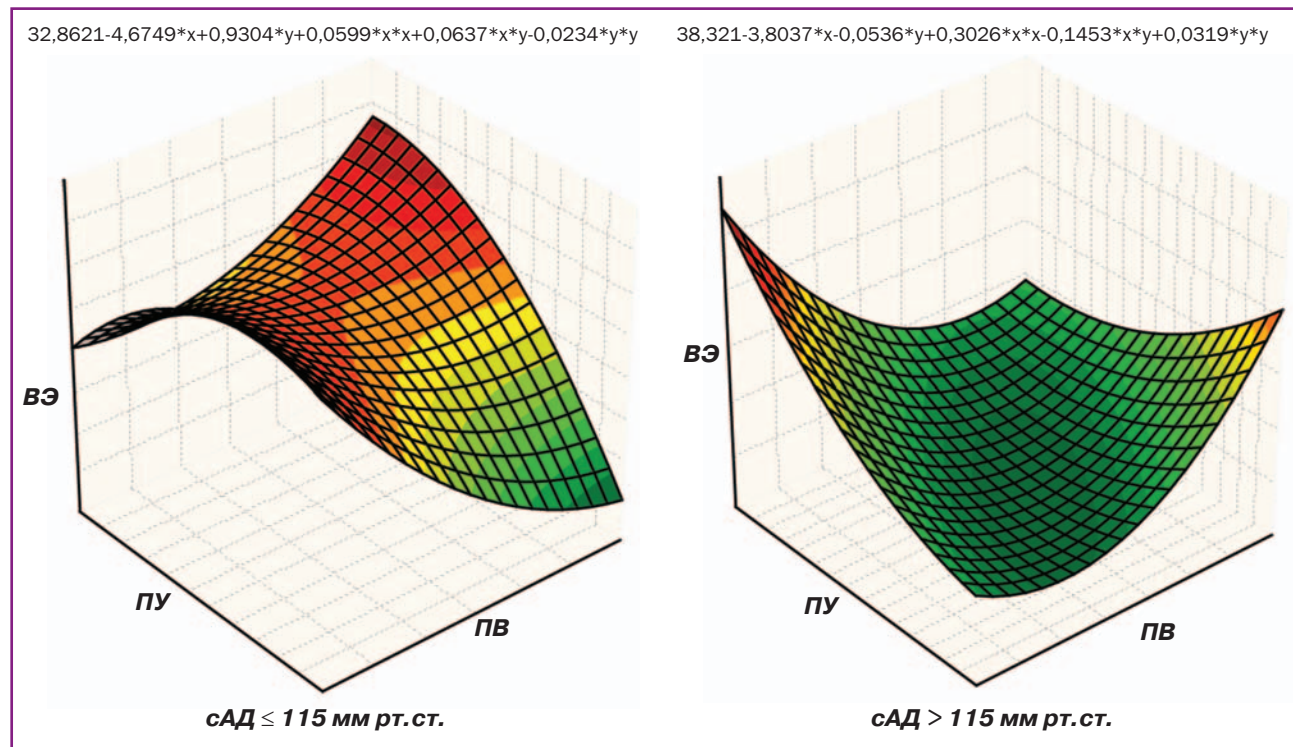 32,8621-4,6749*x+0,9304*y+0,0599*x*x+0,0637*x*y-0,0234*y*y
ВЭ
ПУ
ПВ
сАД ≤ 115 мм рт.ст.
38,321-3,8037*x-0,0536*y+0,3026*x*x-0,1453*x*y+0,0319*y*y
ВЭ
ПУ
ПВ
сАД > 115 мм рт.ст.